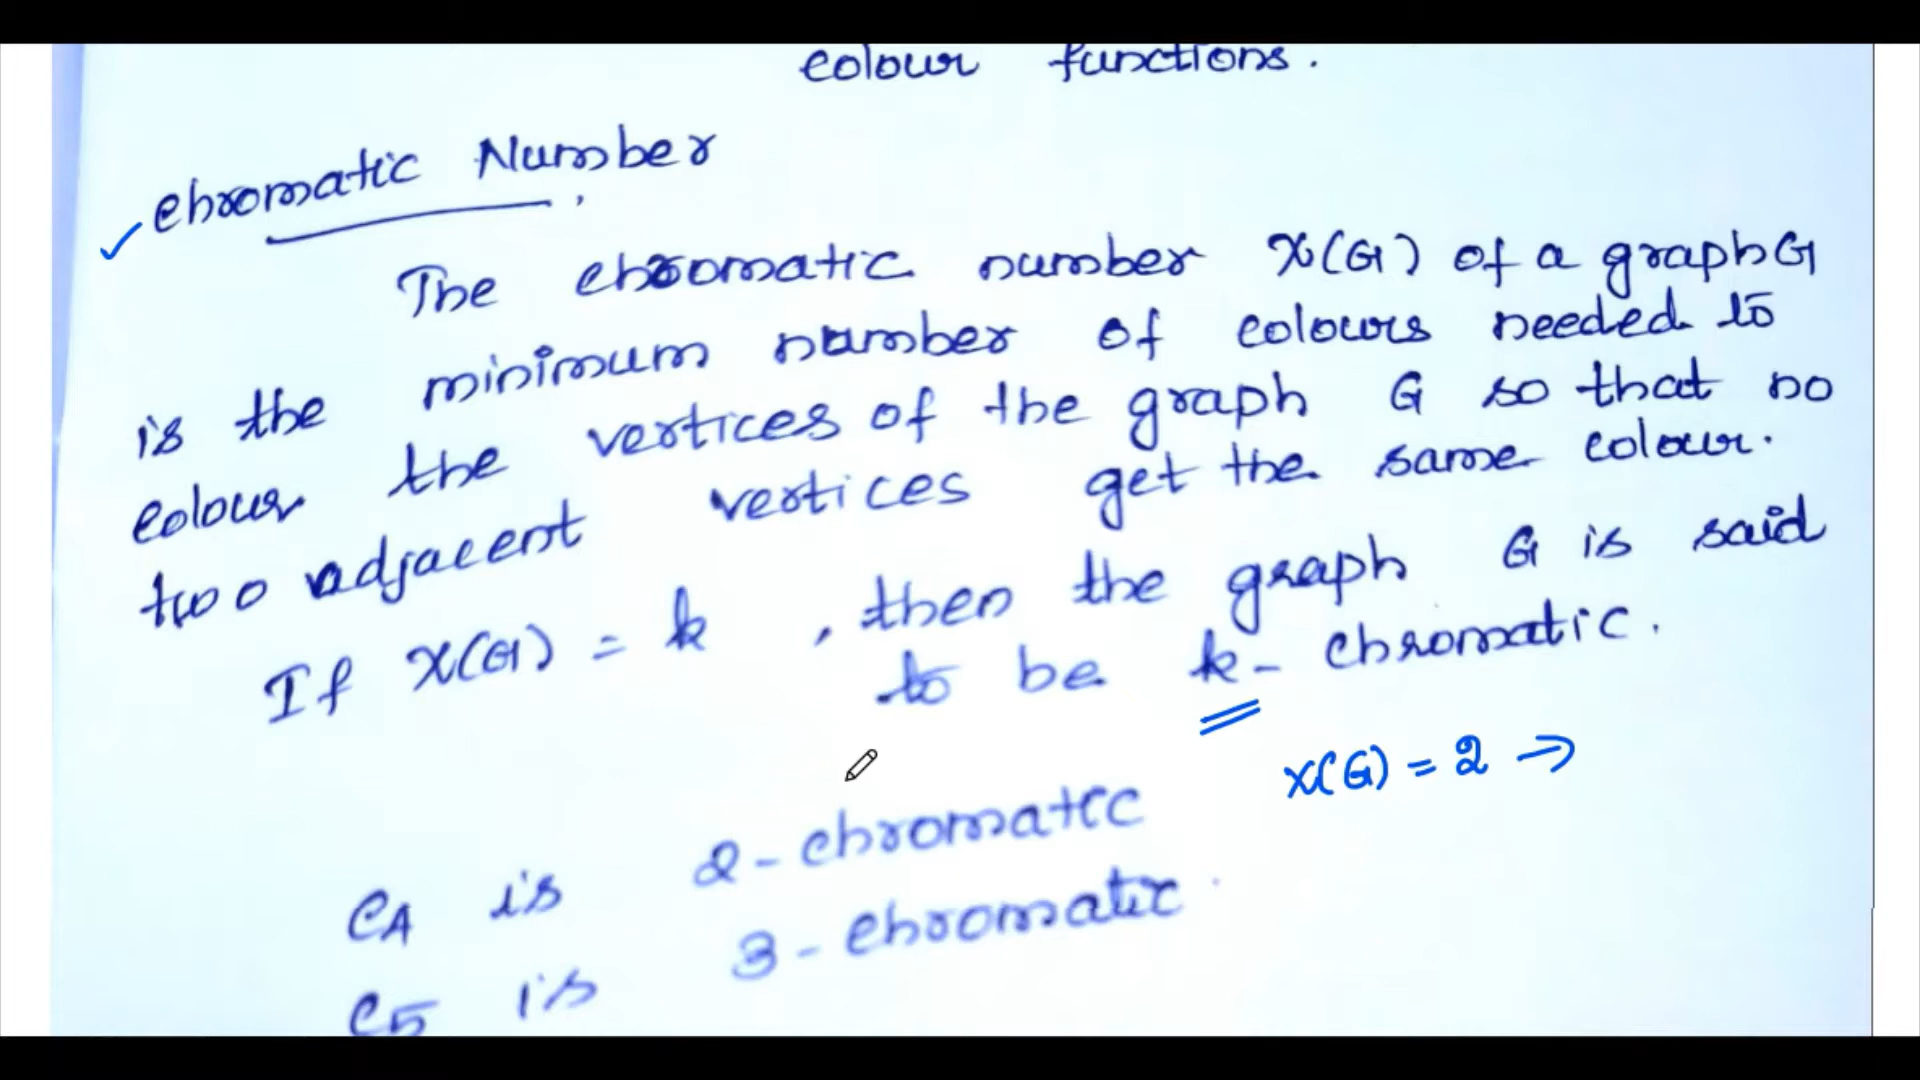 colour functions.
chromatic Number
The chromatic number χ(G) of a graph G
is the minimum number of colours needed to
colour the vertices of the graph G so that no
two adjacent vertices get the same colour.
If χ(G) = k , then the graph G is said
to be k- chromatic.
χ(G) = 2 →
C4 is 2-chromatic
C5 is 3-chromatic